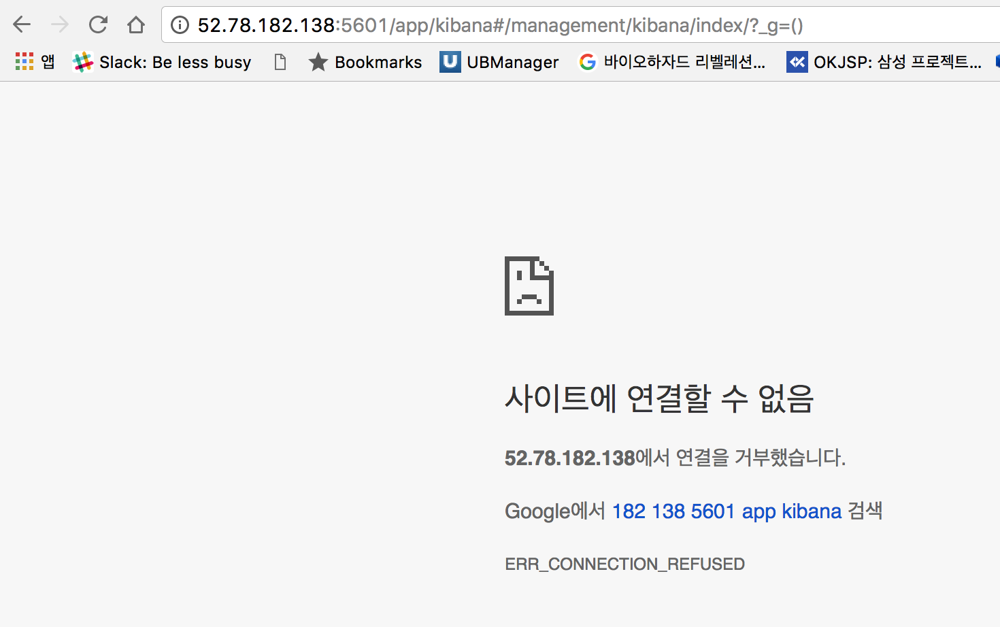 52.78.182.138:5601/app/kibana#/management/kibana/index/?_g=()
앱 Slack: Be less busy Bookmarks UBManager 바이오하자드 리벨레션... OKJSP: 삼성 프로젝트...
사이트에 연결할 수 없음
52.78.182.138에서 연결을 거부했습니다.
Google에서 182 138 5601 app kibana 검색
ERR_CONNECTION_REFUSED